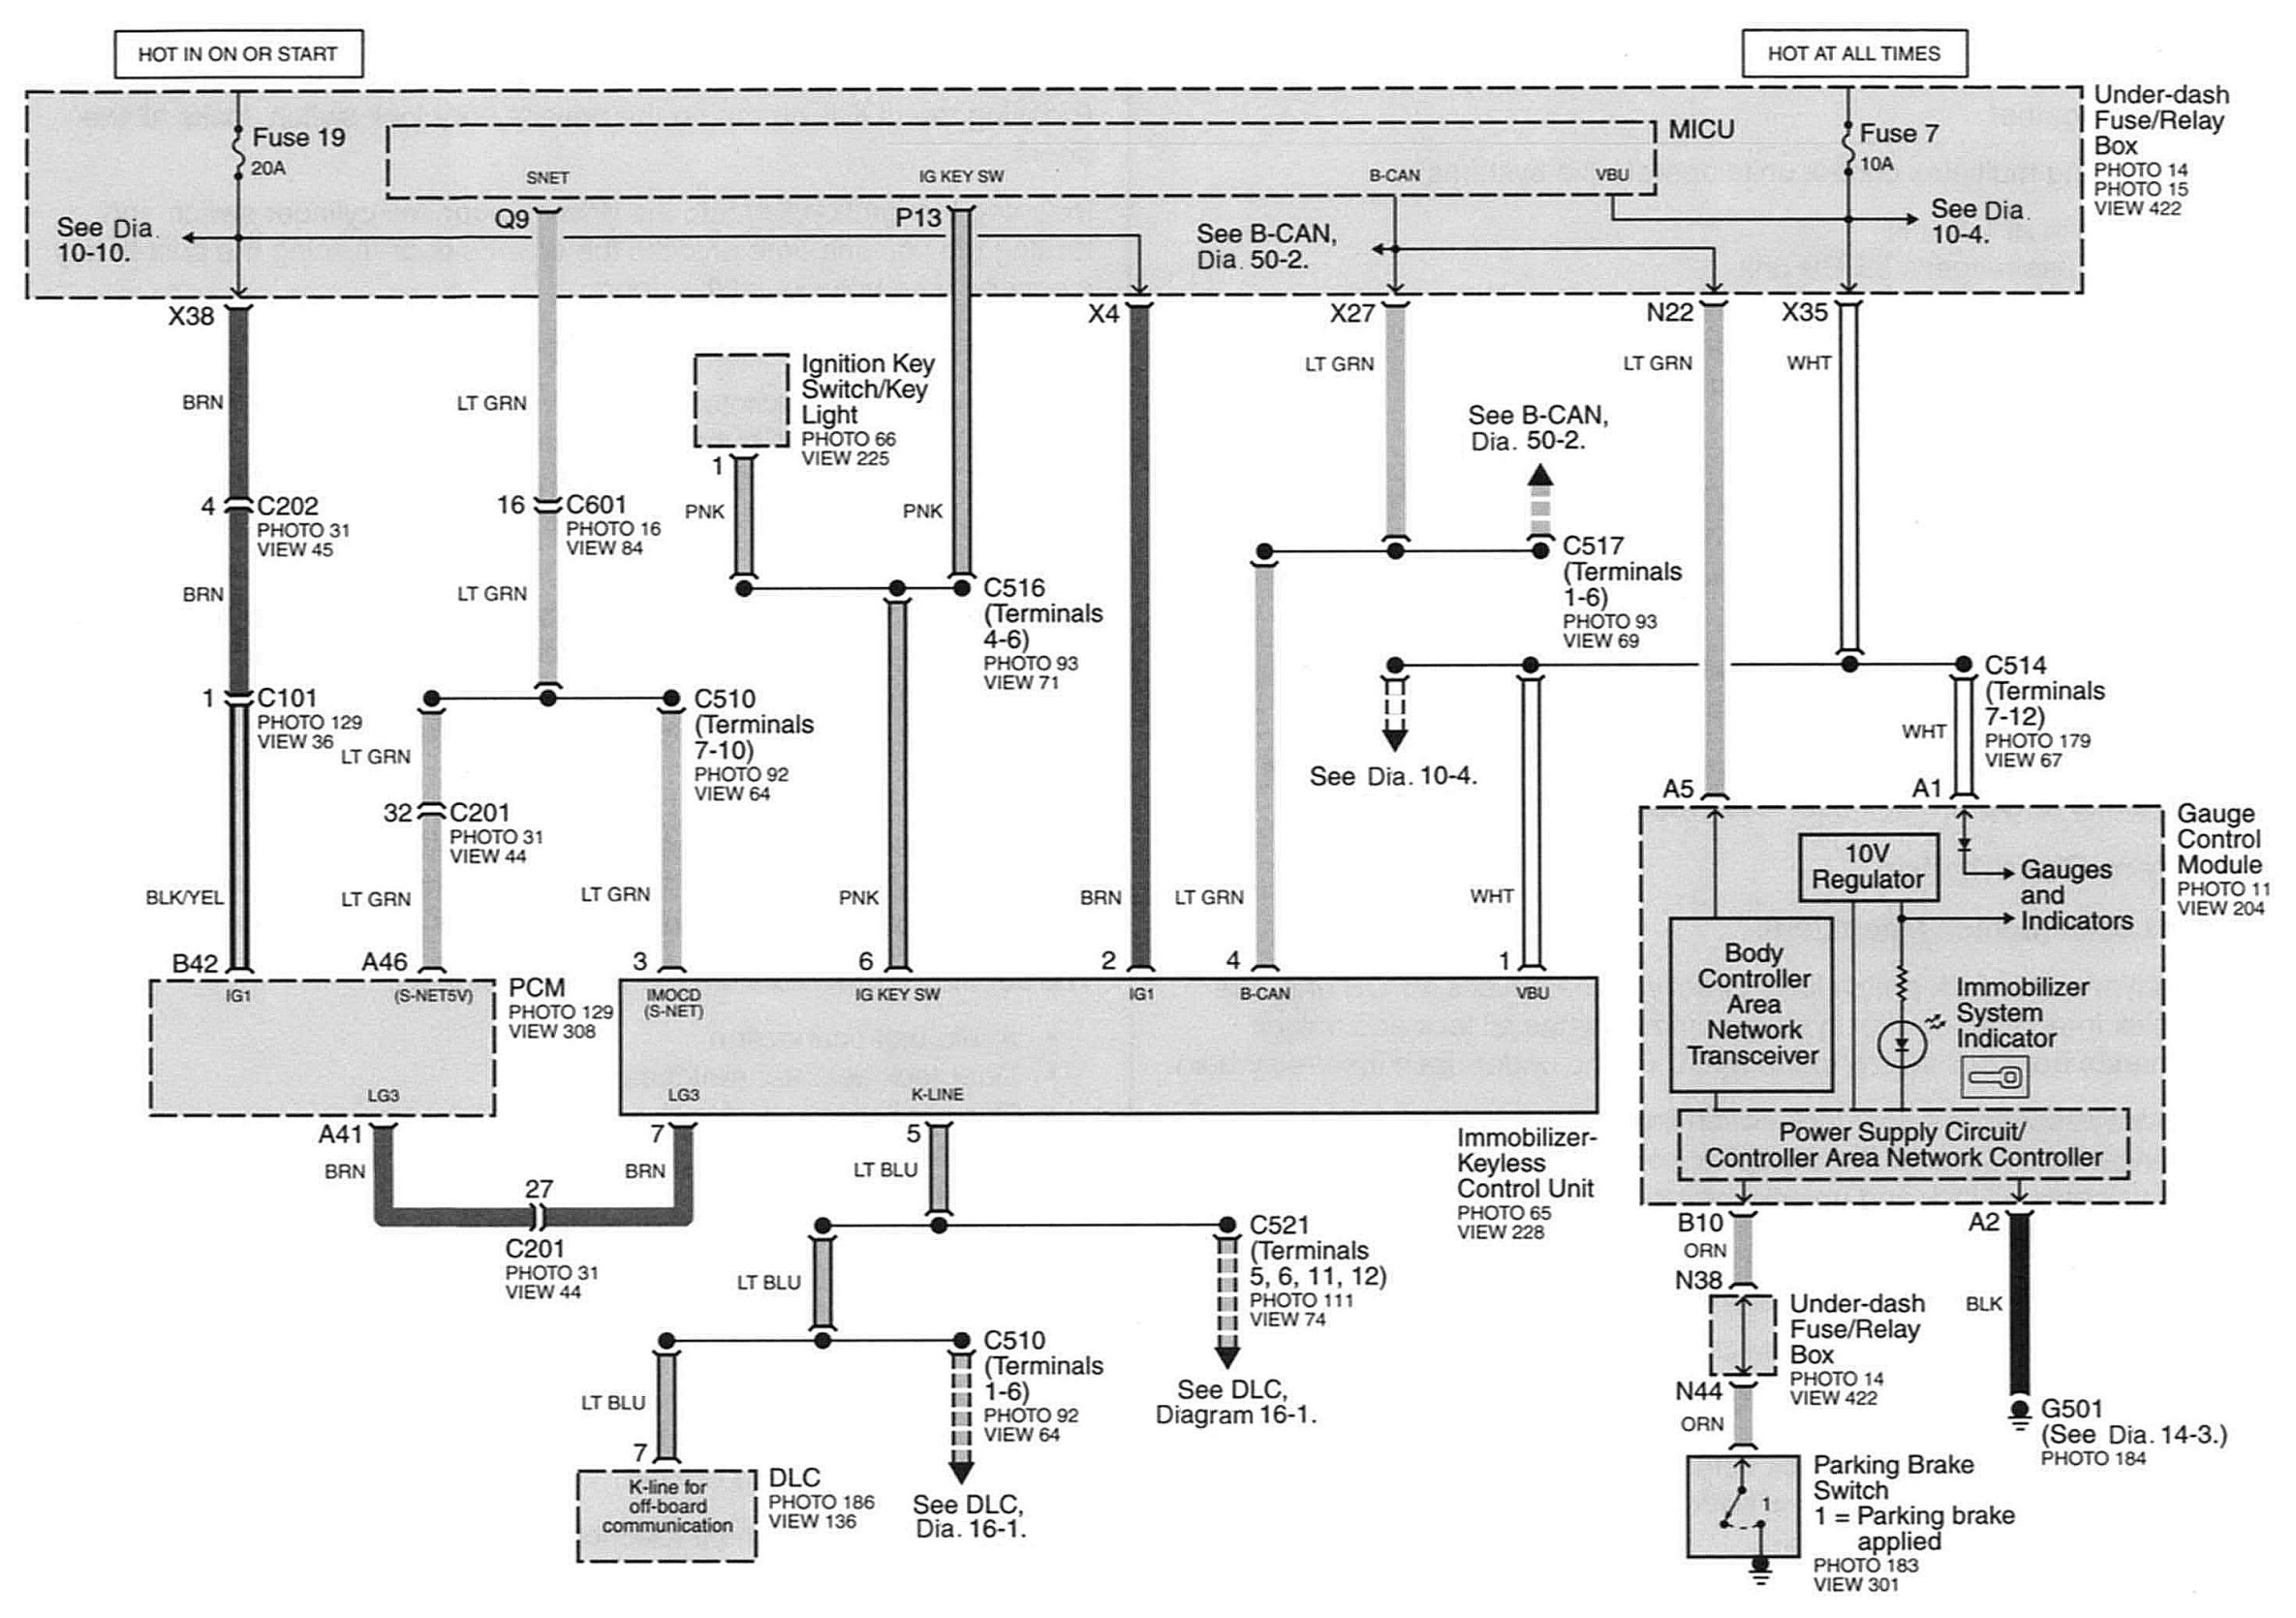 HOT IN ON OR START
HOT AT ALL TIMES
Under-dash
Fuse/Relay
Box
PHOTO 14
PHOTO 15
VIEW 422
Fuse 19
20A
MICU
Fuse 7
10A
SNET
IG KEY SW
B-CAN
VBU
See Dia.
10-10.
Q9
P13
See B-CAN,
Dia. 50-2.
See Dia.
10-4.
X38
X4
X27
N22
X35
BRN
LT GRN
Ignition Key
Switch/Key
Light
PHOTO 66
VIEW 225
1
PNK
PNK
LT GRN
LT GRN
WHT
See B-CAN,
Dia. 50-2.
4
C202
PHOTO 31
VIEW 45
16
C601
PHOTO 16
VIEW 84
C517
(Terminals
1-6)
PHOTO 93
VIEW 69
BRN
LT GRN
C516
(Terminals
4-6)
PHOTO 93
VIEW 71
1
C101
PHOTO 129
VIEW 36
C510
(Terminals
7-10)
PHOTO 92
VIEW 64
C514
(Terminals
7-12)
PHOTO 179
VIEW 67
LT GRN
WHT
See Dia. 10-4.
32
C201
PHOTO 31
VIEW 44
A5
A1
Gauge
Control
Module
PHOTO 11
VIEW 204
10V
Regulator
Gauges
and
Indicators
BLK/YEL
LT GRN
LT GRN
PNK
BRN
LT GRN
WHT
B42
A46
3
6
2
4
1
IG1
(S-NET5V)
PCM
PHOTO 129
VIEW 308
LG3
IMOCD
(S-NET)
IG KEY SW
IG1
B-CAN
VBU
LG3
K-LINE
Body
Controller
Area
Network
Transceiver
Immobilizer
System
Indicator
Power Supply Circuit/
Controller Area Network Controller
A41
BRN
7
BRN
5
LT BLU
27
C201
PHOTO 31
VIEW 44
Immobilizer-
Keyless
Control Unit
PHOTO 65
VIEW 228
C521
(Terminals
5, 6, 11, 12)
PHOTO 111
VIEW 74
LT BLU
B10
ORN
N38
A2
BLK
Under-dash
Fuse/Relay
Box
PHOTO 14
VIEW 422
C510
(Terminals
1-6)
PHOTO 92
VIEW 64
See DLC,
Diagram 16-1.
N44
ORN
G501
(See Dia. 14-3.)
PHOTO 184
LT BLU
7
K-line for
off-board
communication
DLC
PHOTO 186
VIEW 136
See DLC,
Dia. 16-1.
1
Parking Brake
Switch
1 = Parking brake
applied
PHOTO 183
VIEW 301